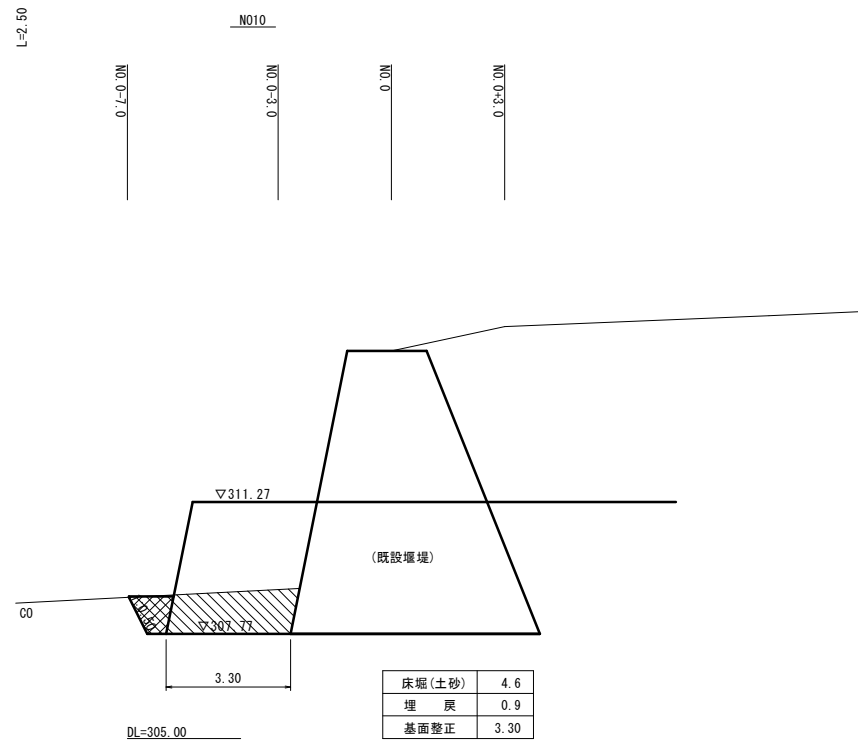 L=2.50
NO10
NO.0-7.0
NO.0-3.0
NO.0
NO.0+3.0
▽311.27
(既設堰堤)
CO
0.50
▽307.77
3.30
床堀(土砂) 4.6
埋 戻 0.9
基面整正 3.30
DL=305.00